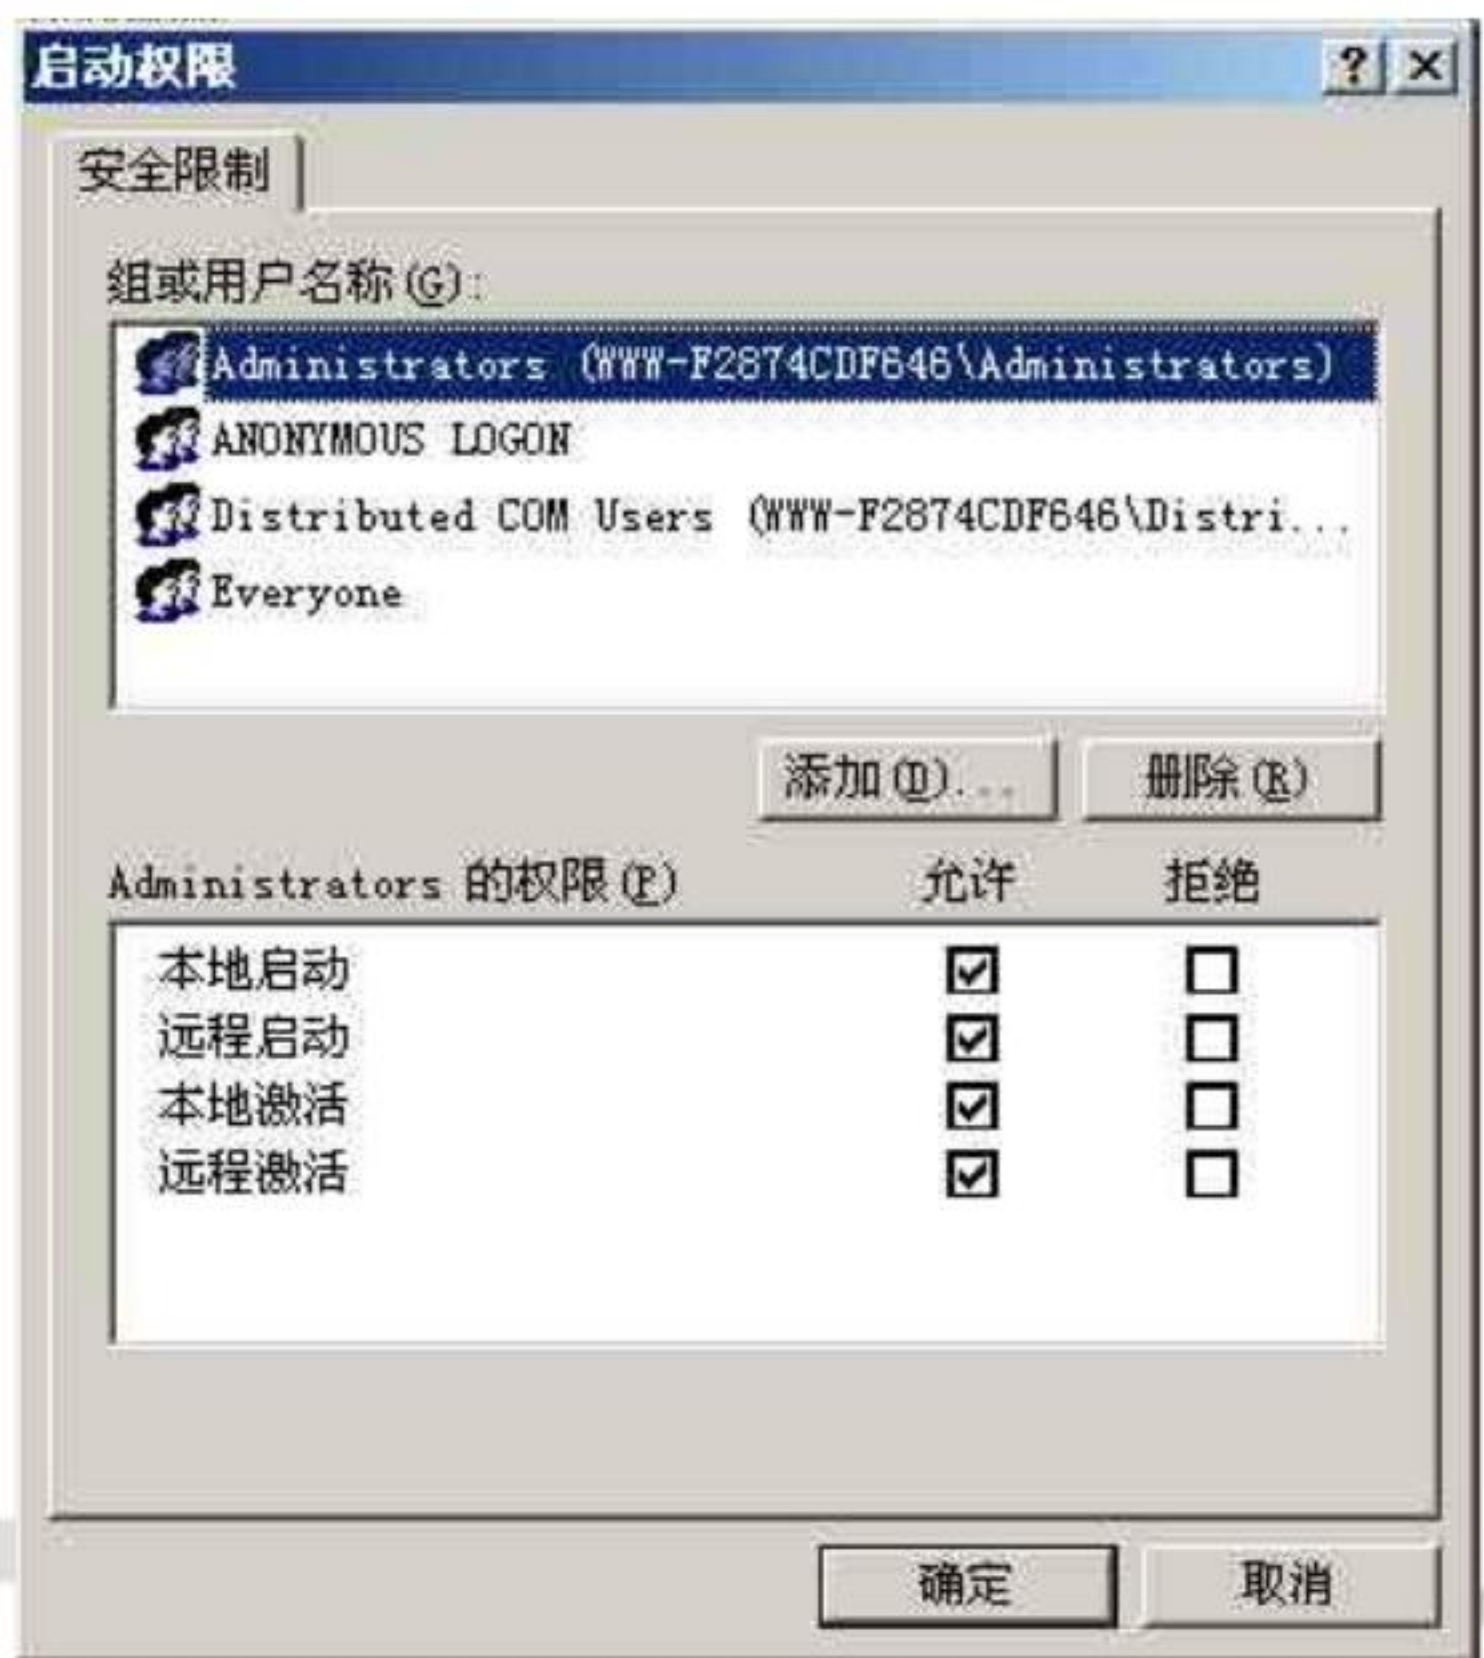 启动权限
安全限制
组或用户名称(G):
Administrators (WWW-F2874CDF646\Administrators)
ANONYMOUS LOGON
Distributed COM Users (WWW-F2874CDF646\Distri...
Everyone
添加(D)... 删除(R)
Administrators 的权限(P) 允许 拒绝
本地启动
远程启动
本地激活
远程激活
确定 取消